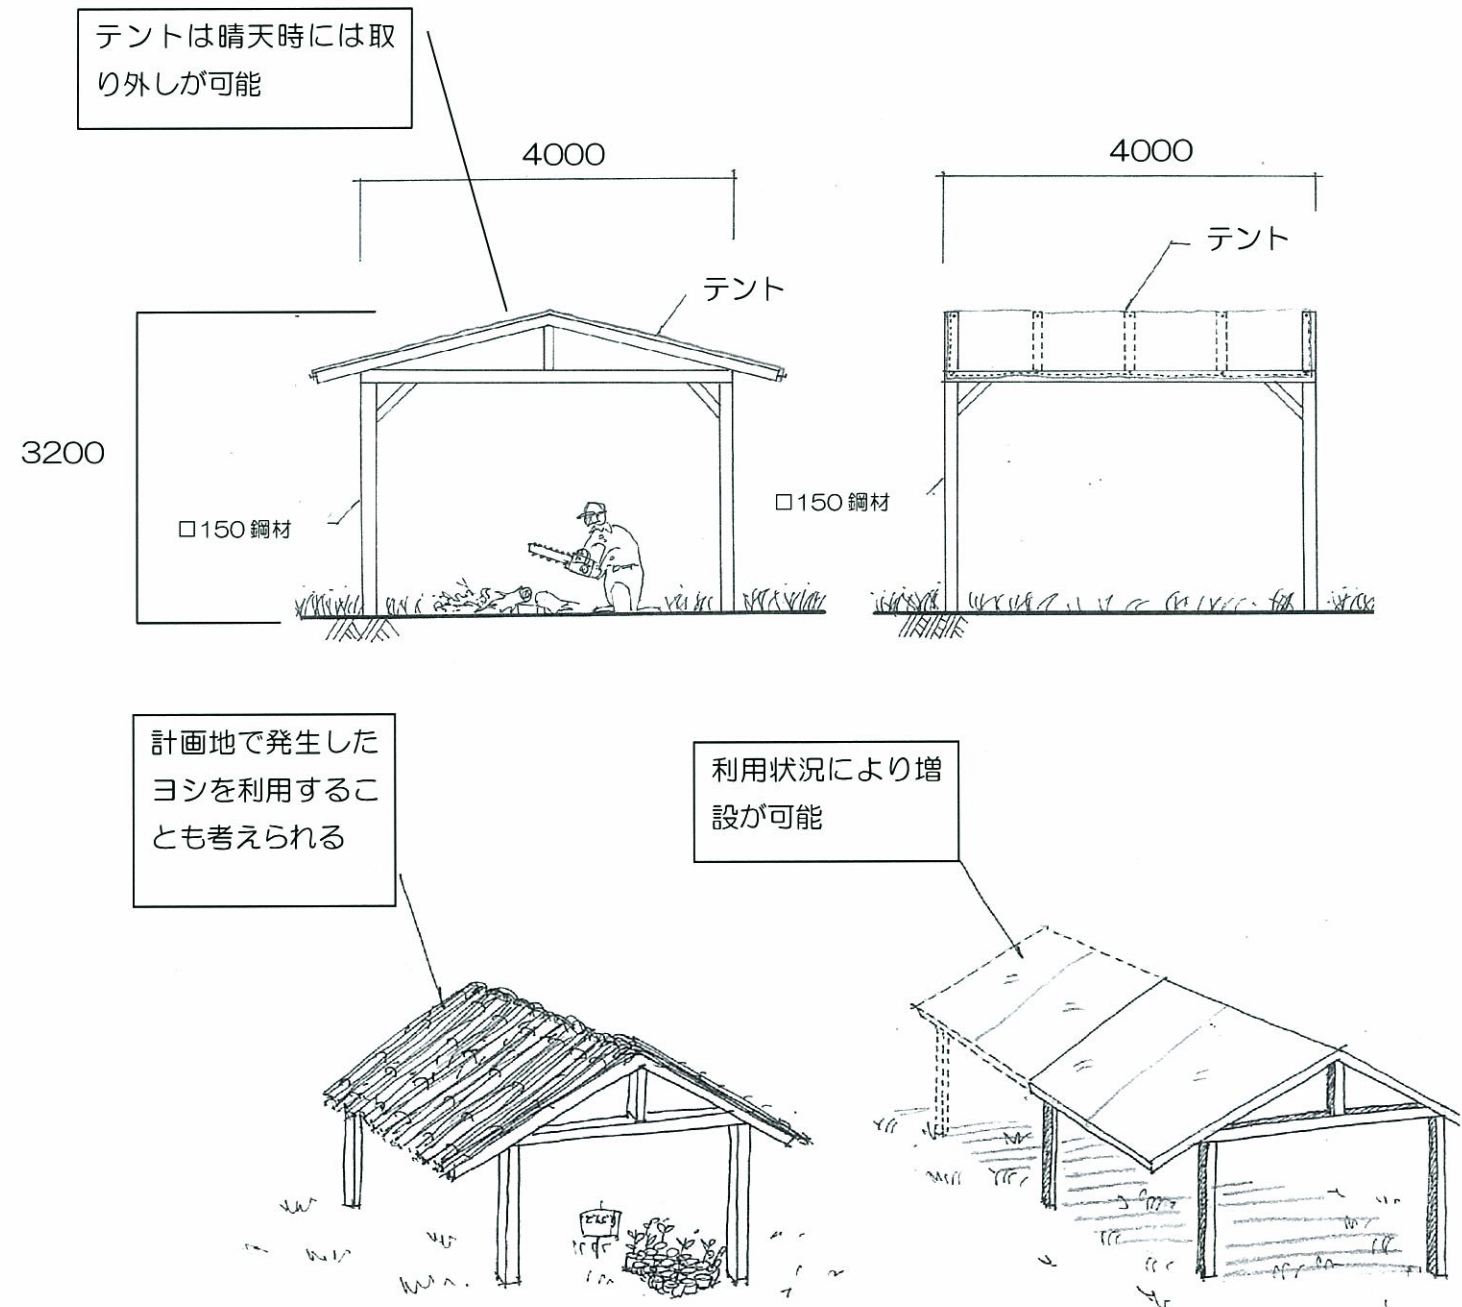 テントは晴天時には取
り外しが可能
4000
4000
テント
テント
3200
□150 鋼材
□150 鋼材
計画地で発生した
ヨシを利用するこ
とも考えられる
利用状況により増
設が可能